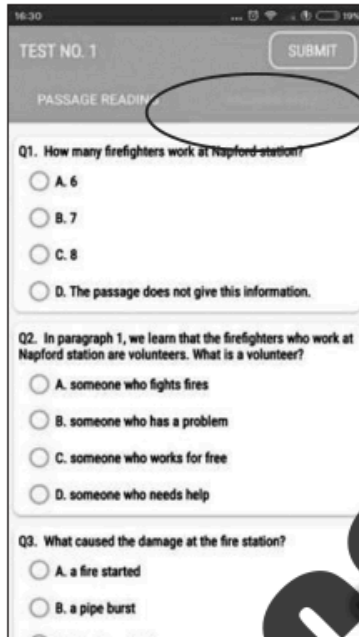 16:30 ... 19%
TEST NO. 1 SUBMIT
PASSAGE READING
Q1. How many firefighters work at Napford station?
A. 6
B. 7
C. 8
D. The passage does not give this information.
Q2. In paragraph 1, we learn that the firefighters who work at
Napford station are volunteers. What is a volunteer?
A. someone who fights fires
B. someone who has a problem
C. someone who works for free
D. someone who needs help
Q3. What caused the damage at the fire station?
A. a fire started
B. a pipe burst